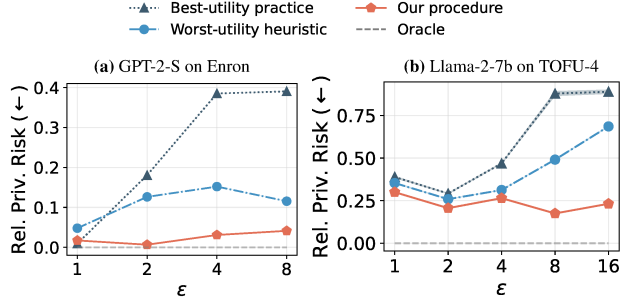 Best-utility practice
Our procedure
Worst-utility heuristic
Oracle
(a) GPT-2-S on Enron
Rel. Priv. Risk (←)
0.4
0.3
0.2
0.1
0.0
1 2 4 8
ε
(b) Llama-2-7b on TOFU-4
Rel. Priv. Risk (←)
0.75
0.50
0.25
0.00
1 2 4 8 16
ε